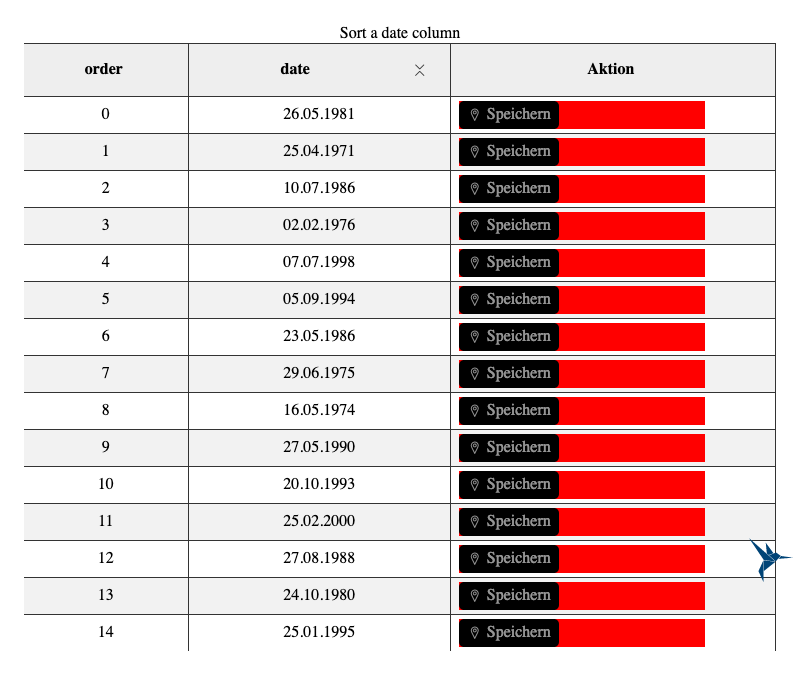 Sort a date column
order date Aktion
0 26.05.1981 Speichern
1 25.04.1971 Speichern
2 10.07.1986 Speichern
3 02.02.1976 Speichern
4 07.07.1998 Speichern
5 05.09.1994 Speichern
6 23.05.1986 Speichern
7 29.06.1975 Speichern
8 16.05.1974 Speichern
9 27.05.1990 Speichern
10 20.10.1993 Speichern
11 25.02.2000 Speichern
12 27.08.1988 Speichern
13 24.10.1980 Speichern
14 25.01.1995 Speichern